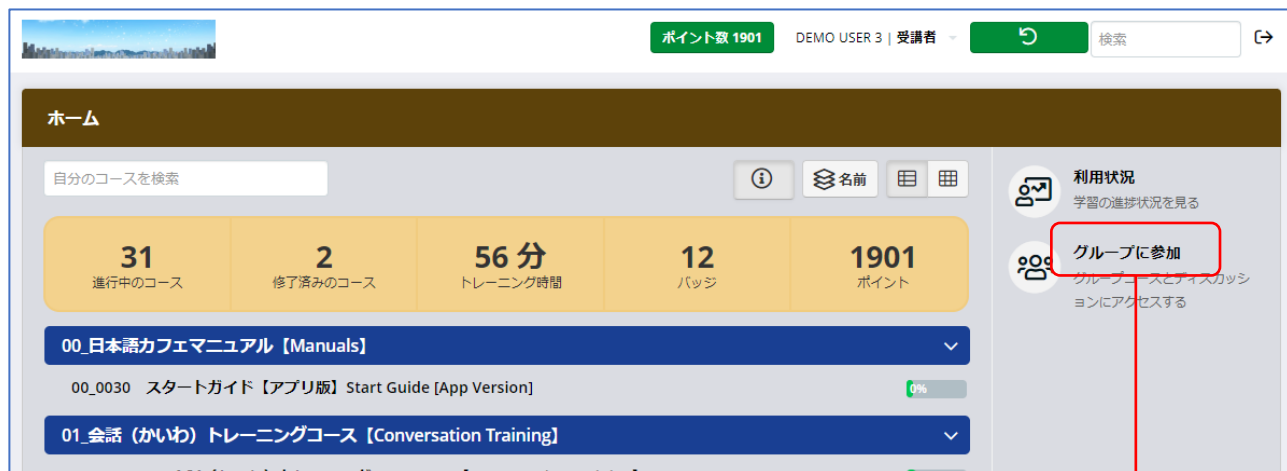 ポイント数 1901
DEMO USER 3 | 受講者
検索
ホーム
自分のコースを検索
名前
31
進行中のコース
2
修了済みのコース
56 分
トレーニング時間
12
バッジ
1901
ポイント
00_日本語カフェマニュアル【Manuals】
00_0030 スタートガイド【アプリ版】Start Guide [App Version]
0%
01_会話（かいわ）トレーニングコース【Conversation Training】
利用状況
学習の進捗状況を見る
グループに参加
グループコースとディスカッシ
ョンにアクセスする